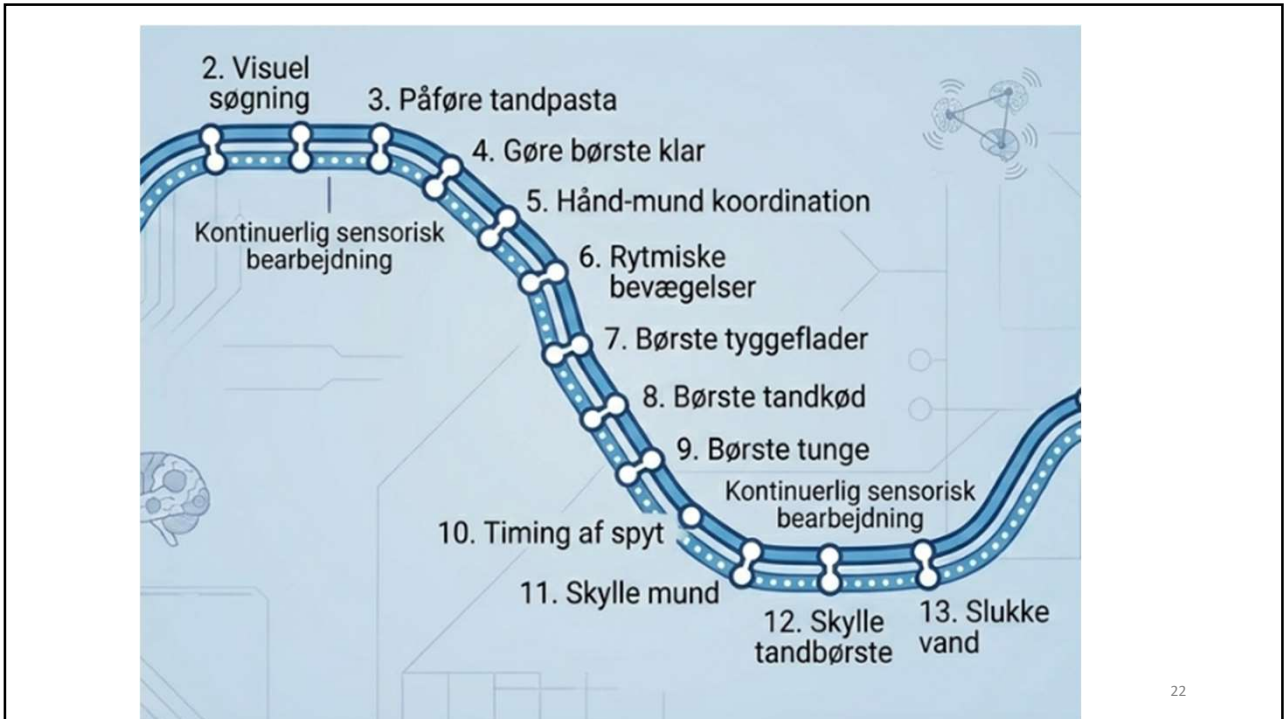 2. Visuel
søgning
3. Påføre tandpasta
4. Gøre børste klar
5. Hånd-mund koordination
Kontinuerlig sensorisk
bearbejdning
6. Rytmiske
bevægelser
7. Børste tyggeflader
8. Børste tandkød
9. Børste tunge
Kontinuerlig sensorisk
bearbejdning
10. Timing af spyt
11. Skylle mund
12. Skylle
tandbørste
13. Slukke
vand
22